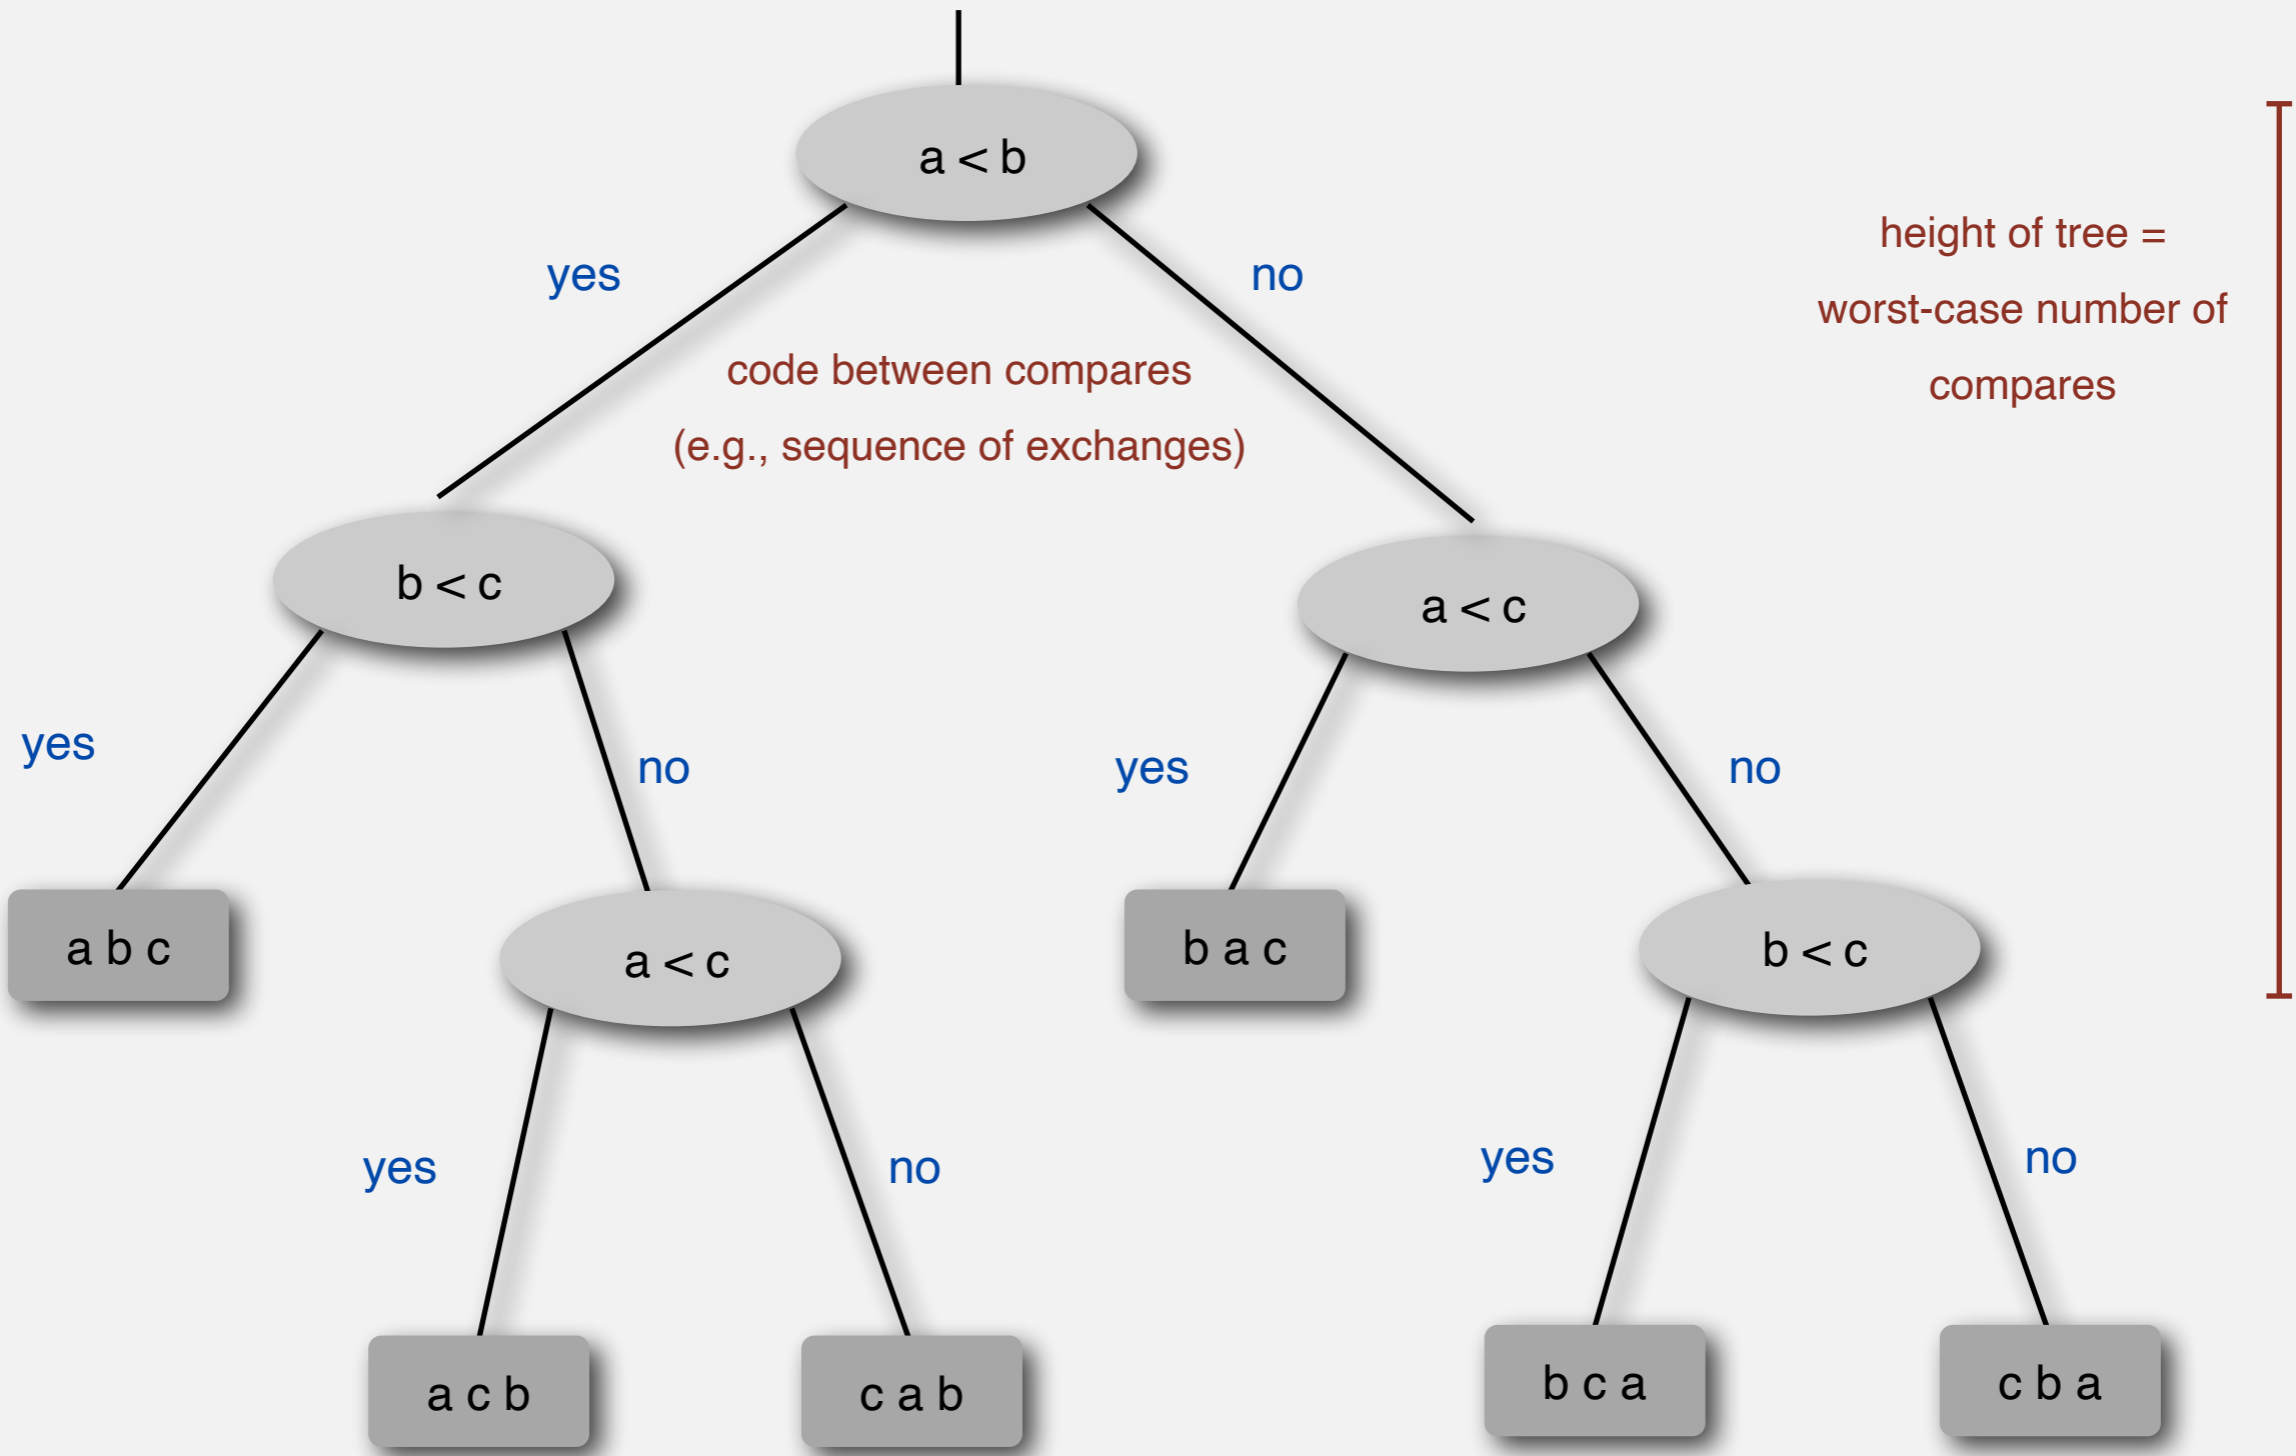 a < b
height of tree =
worst-case number of
compares
yes
no
code between compares
(e.g., sequence of exchanges)
b < c
a < c
yes
no
yes
no
a b c
a < c
b a c
b < c
yes
no
yes
no
a c b
c a b
b c a
c b a